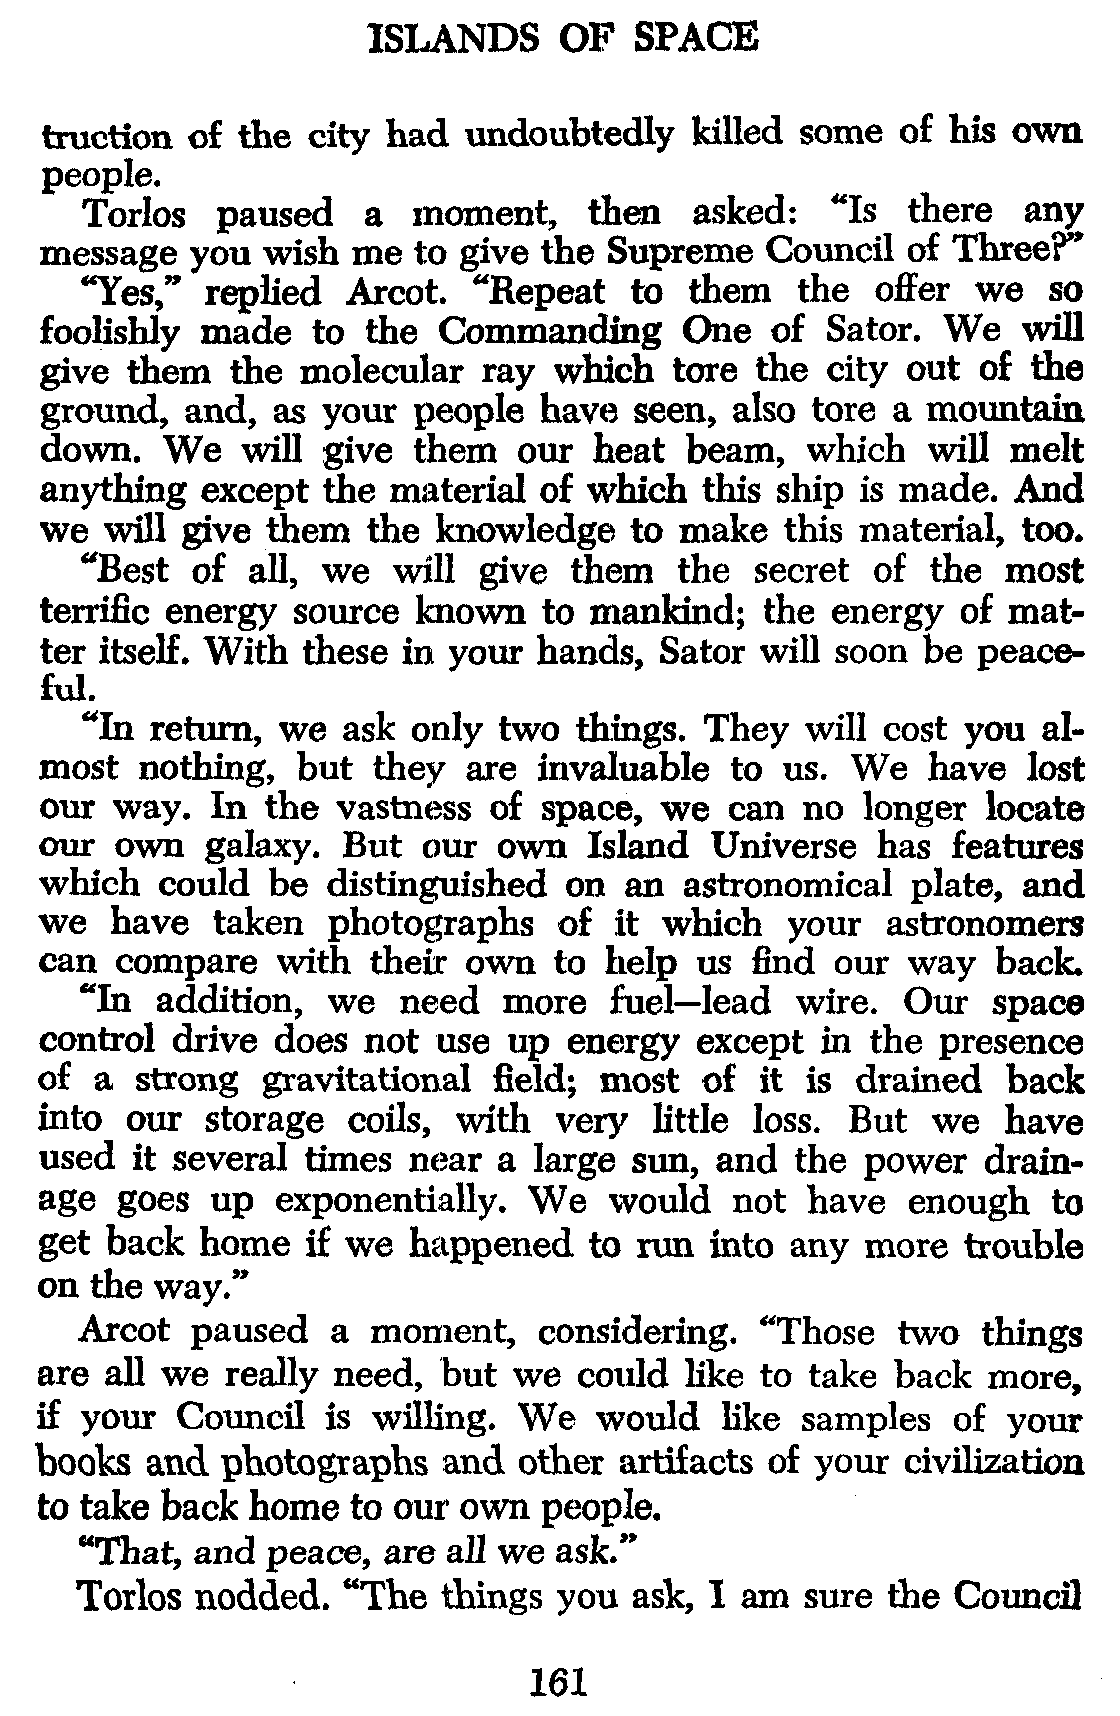 ISLANDS OF SPACE
truction of the city had undoubtedly killed some of his own
people.
Torlos paused a moment, then asked: “Is there any
message you wish me to give the Supreme Council of Three?”
“Yes,” replied Arcot. “Repeat to them the offer we so
foolishly made to the Commanding One of Sator. We will
give them the molecular ray which tore the city out of the
ground, and, as your people have seen, also tore a mountain
down. We will give them our heat beam, which will melt
anything except the material of which this ship is made. And
we will give them the knowledge to make this material, too.
“Best of all, we will give them the secret of the most
terrific energy source known to mankind; the energy of mat-
ter itself. With these in your hands, Sator will soon be peace-
ful.
“In return, we ask only two things. They will cost you al-
most nothing, but they are invaluable to us. We have lost
our way. In the vastness of space, we can no longer locate
our own galaxy. But our own Island Universe has features
which could be distinguished on an astronomical plate, and
we have taken photographs of it which your astronomers
can compare with their own to help us find our way back.
“In addition, we need more fuel—lead wire. Our space
control drive does not use up energy except in the presence
of a strong gravitational field; most of it is drained back
into our storage coils, with very little loss. But we have
used it several times near a large sun, and the power drain-
age goes up exponentially. We would not have enough to
get back home if we happened to run into any more trouble
on the way.”
Arcot paused a moment, considering. “Those two things
are all we really need, but we could like to take back more,
if your Council is willing. We would like samples of your
books and photographs and other artifacts of your civilization
to take back home to our own people.
“That, and peace, are all we ask.”
Torlos nodded. “The things you ask, I am sure the Council
161